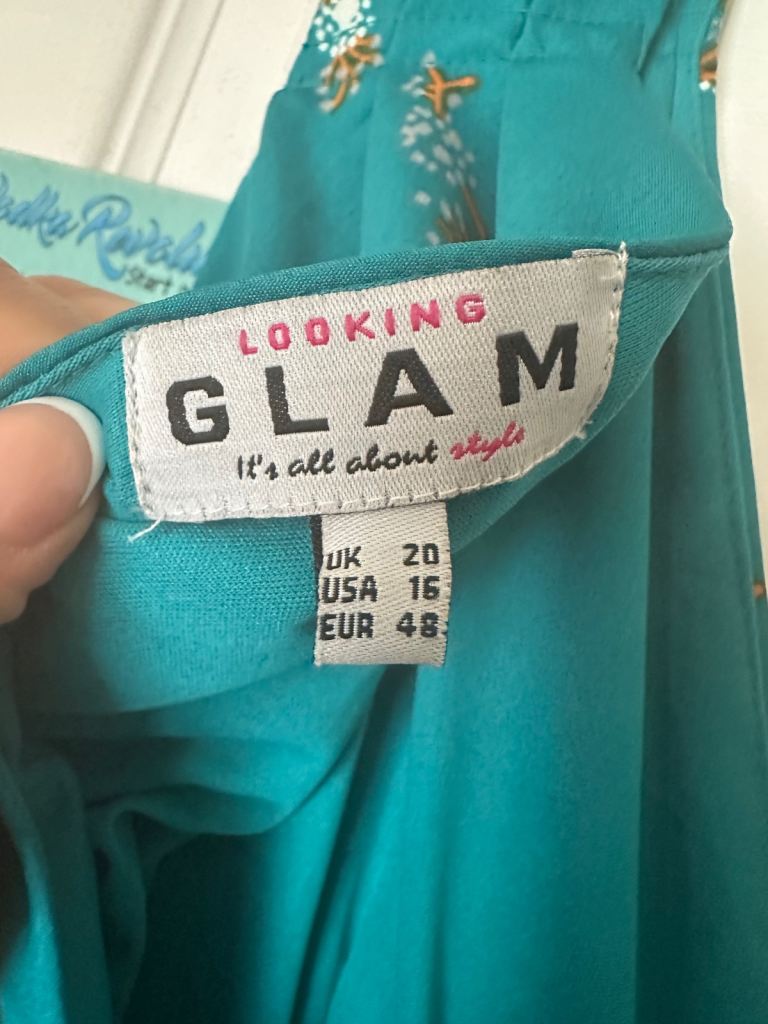 LOOKING
GLAM
It's all about style
UK 20
USA 16
EUR 48